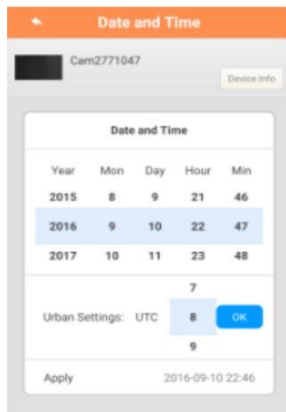 Date and Time
Cam2771047
Device Info
Date and Time
Year Mon Day Hour Min
2015 8 9 21 46
2016 9 10 22 47
2017 10 11 23 48
7
Urban Settings: UTC 8 OK
9
Apply 2016-09-10 22:46